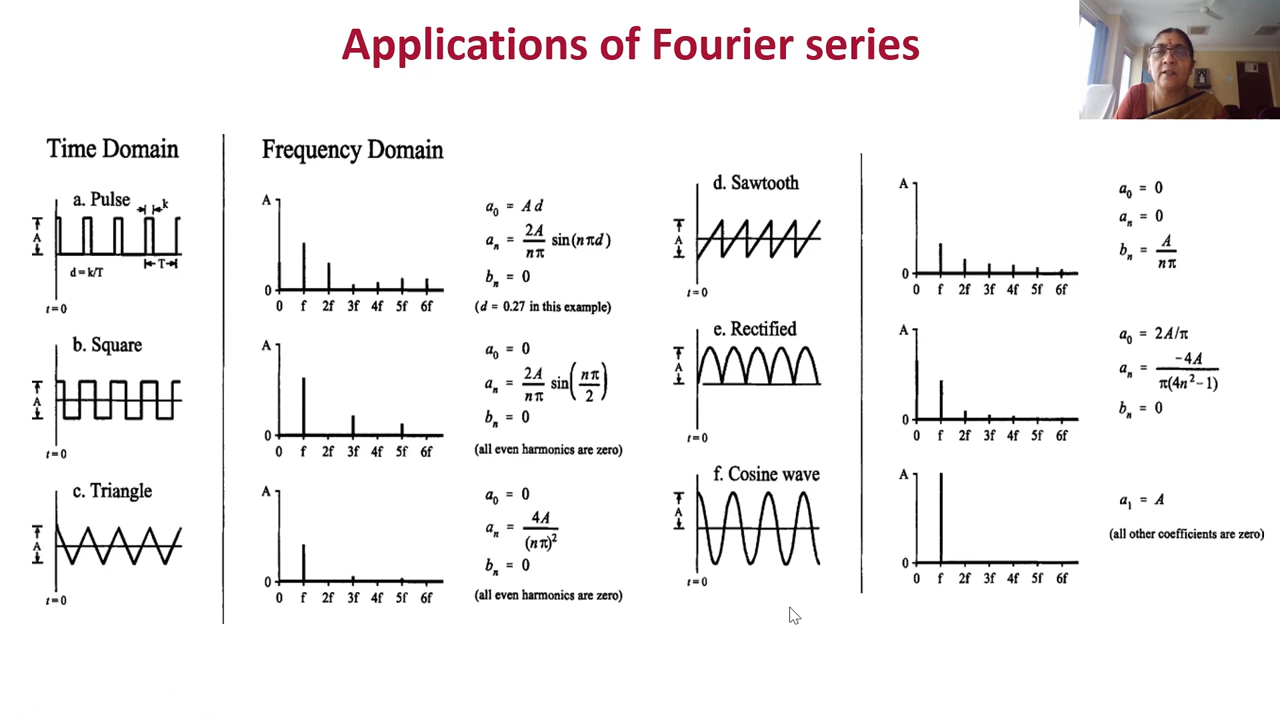 Applications of Fourier series
Time Domain
Frequency Domain
a. Pulse
k
A
d = k/T
T
t = 0
A
0
0 f 2f 3f 4f 5f 6f
a₀ = A d
aₙ = 2A/nπ sin(nπd)
bₙ = 0
(d = 0.27 in this example)
b. Square
A
t = 0
A
0
0 f 2f 3f 4f 5f 6f
a₀ = 0
aₙ = 2A/nπ sin(nπ/2)
bₙ = 0
(all even harmonics are zero)
c. Triangle
A
t = 0
A
0
0 f 2f 3f 4f 5f 6f
a₀ = 0
aₙ = 4A/(nπ)²
bₙ = 0
(all even harmonics are zero)
d. Sawtooth
A
t = 0
A
0
0 f 2f 3f 4f 5f 6f
a₀ = 0
aₙ = 0
bₙ = A/nπ
e. Rectified
A
t = 0
A
0
0 f 2f 3f 4f 5f 6f
a₀ = 2A/π
aₙ = -4A/π(4n²-1)
bₙ = 0
f. Cosine wave
A
t = 0
A
0
0 f 2f 3f 4f 5f 6f
a₁ = A
(all other coefficients are zero)